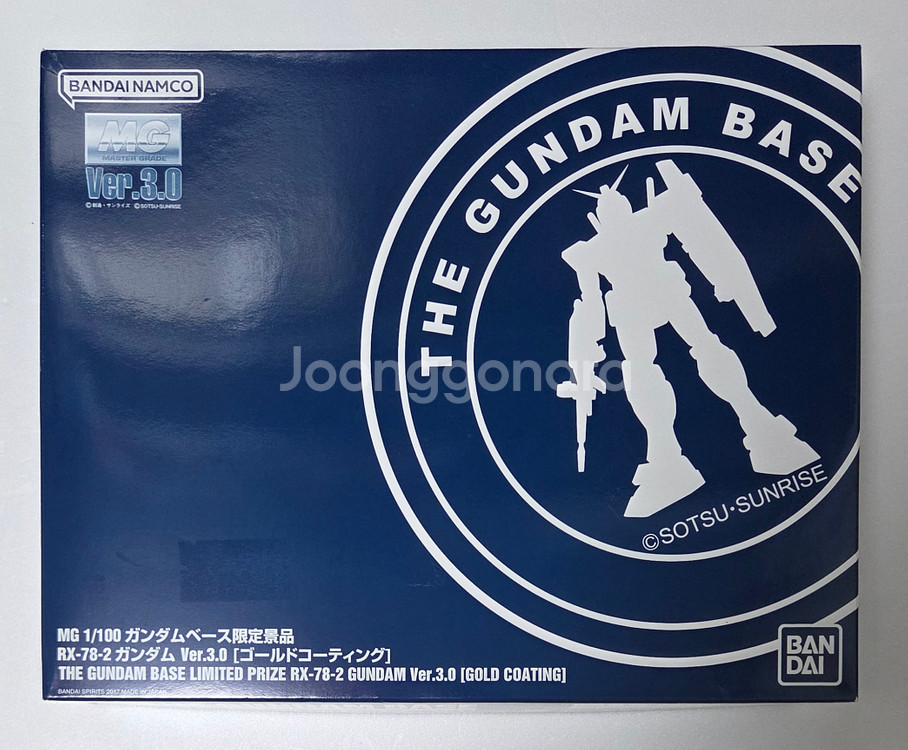 BANDAI NAMCO
MG
MASTER GRADE
Ver.3.0
©創通・サンライズ ©SOTSU・SUNRISE
THE GUNDAM BASE
Joonggonara
©SOTSU・SUNRISE
MG 1/100 ガンダムベース限定景品
RX-78-2 ガンダム Ver.3.0 [ゴールドコーティング]
THE GUNDAM BASE LIMITED PRIZE RX-78-2 GUNDAM Ver.3.0 [GOLD COATING]
BANDAI SPIRITS 2017 MADE IN JAPAN
BAN
DAI